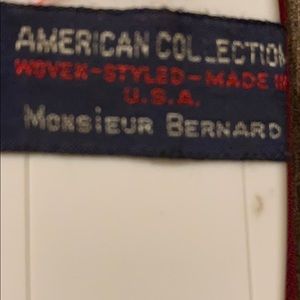 AMERICAN COLLECTION
WOVEN-STYLED-MADE IN
U.S.A.
MONSIEUR BERNARD